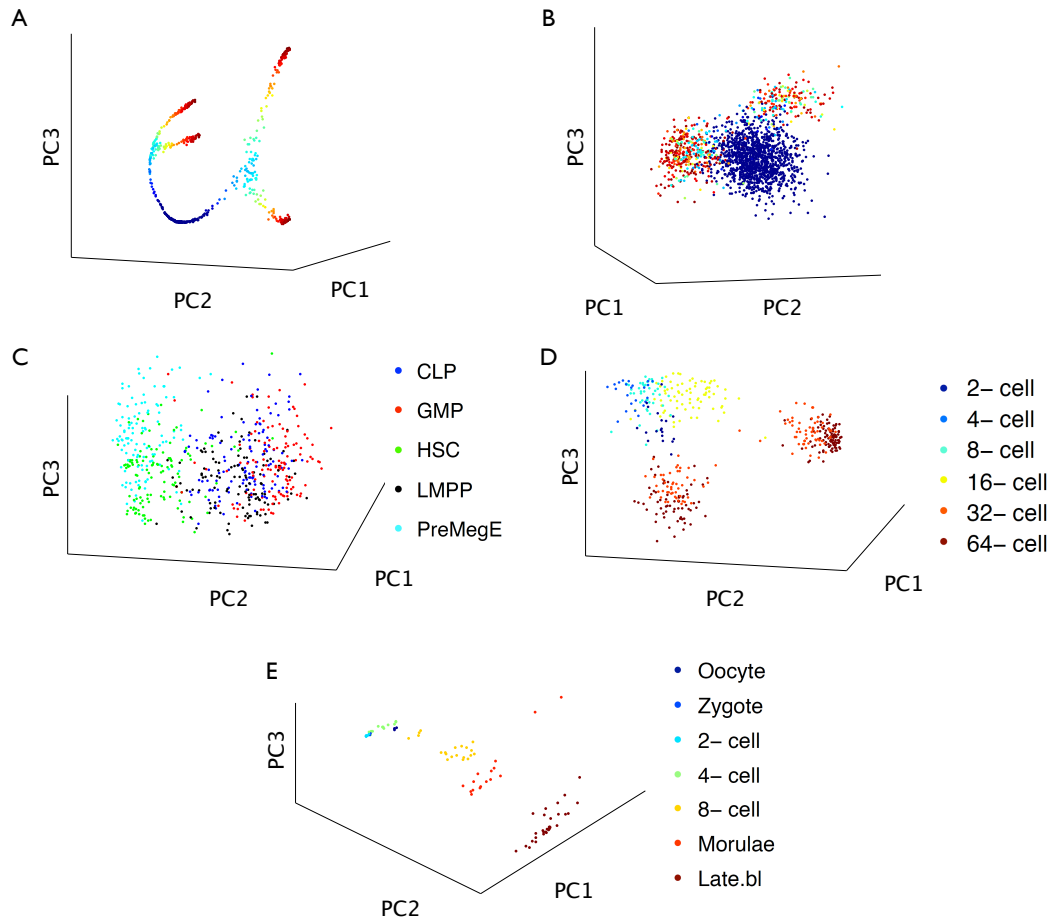 A
PC3
PC2
PC1
B
PC3
PC1
PC2
C
PC3
PC2
PC1
CLP
GMP
HSC
LMPP
PreMegE
D
PC3
PC2
PC1
2- cell
4- cell
8- cell
16- cell
32- cell
64- cell
E
PC3
PC2
PC1
Oocyte
Zygote
2- cell
4- cell
8- cell
Morulae
Late.bl